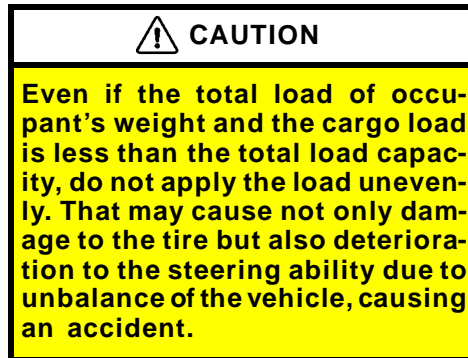 CAUTION
Even if the total load of occu-
pant's weight and the cargo load
is less than the total load capac-
ity, do not apply the load uneven-
ly. That may cause not only dam-
age to the tire but also deteriora-
tion to the steering ability due to
unbalance of the vehicle, causing
an accident.